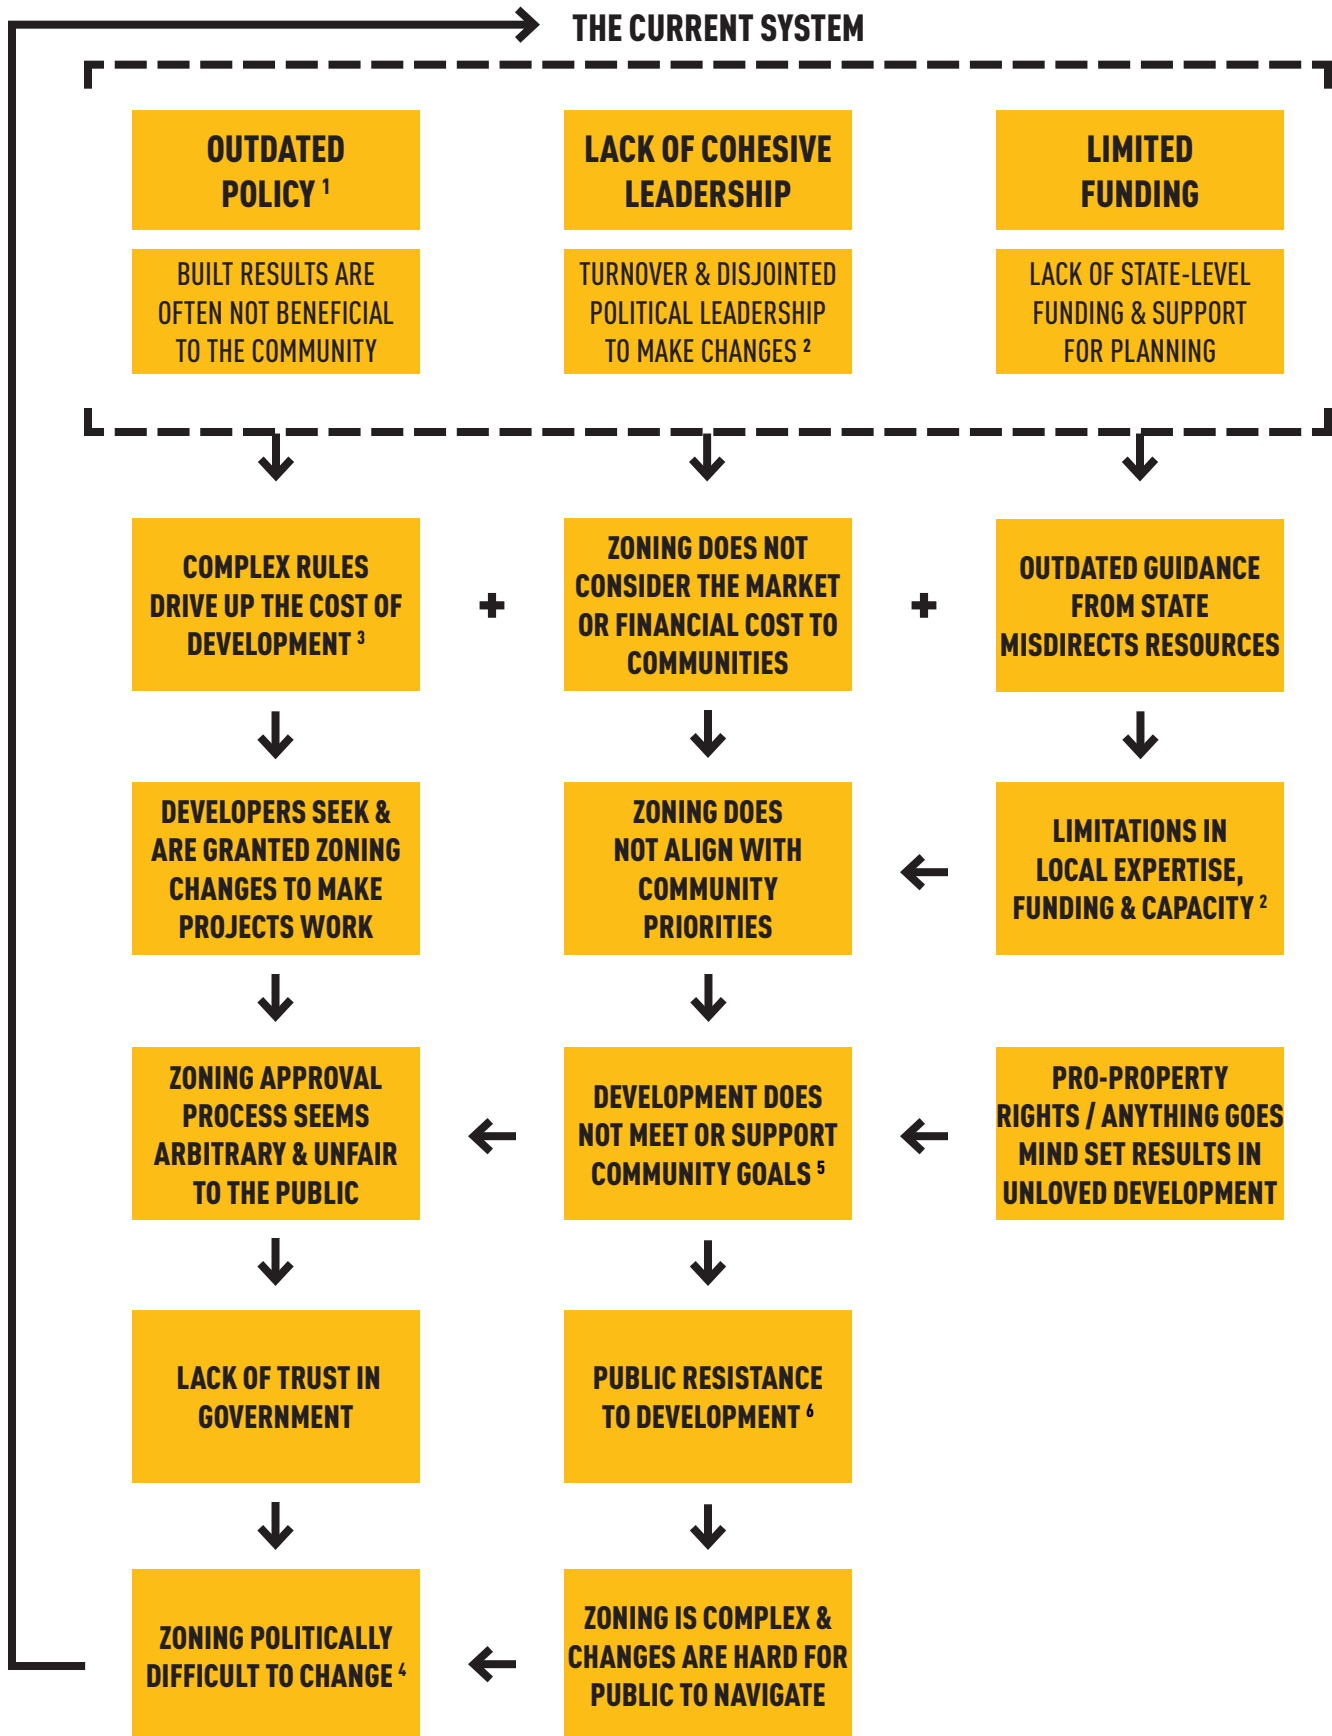 THE CURRENT SYSTEM
OUTDATED
POLICY 1
LACK OF COHESIVE
LEADERSHIP
LIMITED
FUNDING
BUILT RESULTS ARE
OFTEN NOT BENEFICIAL
TO THE COMMUNITY
TURNOVER & DISJOINTED
POLITICAL LEADERSHIP
TO MAKE CHANGES 2
LACK OF STATE-LEVEL
FUNDING & SUPPORT
FOR PLANNING
COMPLEX RULES
DRIVE UP THE COST OF
DEVELOPMENT 3
+
ZONING DOES NOT
CONSIDER THE MARKET
OR FINANCIAL COST TO
COMMUNITIES
+
OUTDATED GUIDANCE
FROM STATE
MISDIRECTS RESOURCES
DEVELOPERS SEEK &
ARE GRANTED ZONING
CHANGES TO MAKE
PROJECTS WORK
ZONING DOES
NOT ALIGN WITH
COMMUNITY
PRIORITIES
LIMITATIONS IN
LOCAL EXPERTISE,
FUNDING & CAPACITY 2
ZONING APPROVAL
PROCESS SEEMS
ARBITRARY & UNFAIR
TO THE PUBLIC
DEVELOPMENT DOES
NOT MEET OR SUPPORT
COMMUNITY GOALS 5
PRO-PROPERTY
RIGHTS / ANYTHING GOES
MIND SET RESULTS IN
UNLOVED DEVELOPMENT
LACK OF TRUST IN
GOVERNMENT
PUBLIC RESISTANCE
TO DEVELOPMENT 6
ZONING POLITICALLY
DIFFICULT TO CHANGE 4
ZONING IS COMPLEX &
CHANGES ARE HARD FOR
PUBLIC TO NAVIGATE